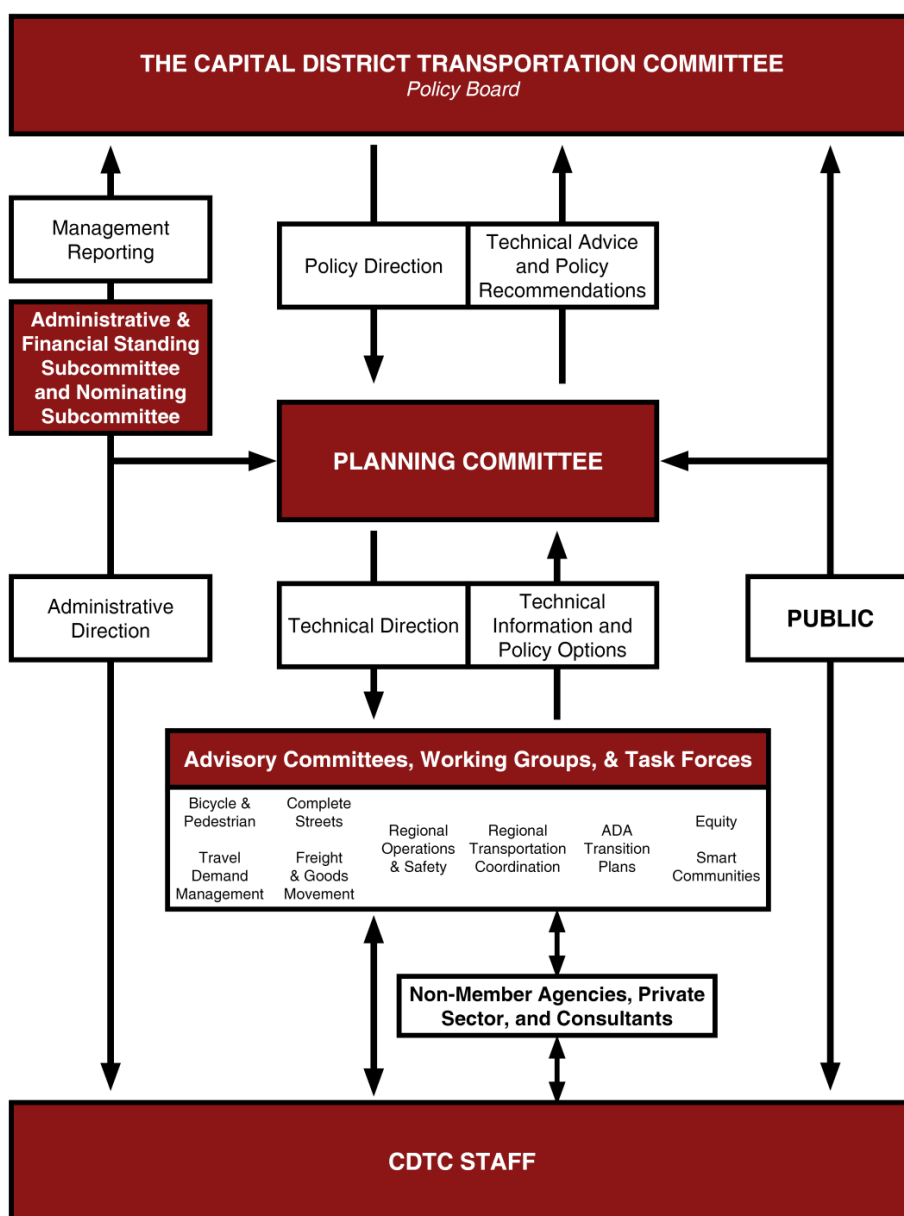 THE CAPITAL DISTRICT TRANSPORTATION COMMITTEE
Policy Board
Management
Reporting
Policy Direction
Technical Advice
and Policy
Recommendations
Administrative &
Financial Standing
Subcommittee
and Nominating
Subcommittee
PLANNING COMMITTEE
Administrative
Direction
Technical Direction
Technical
Information and
Policy Options
PUBLIC
Advisory Committees, Working Groups, & Task Forces
Bicycle &
Pedestrian
Travel
Demand
Management
Complete
Streets
Freight
& Goods
Movement
Regional
Operations
& Safety
Regional
Transportation
Coordination
ADA
Transition
Plans
Equity
Smart
Communities
Non-Member Agencies, Private
Sector, and Consultants
CDTC STAFF